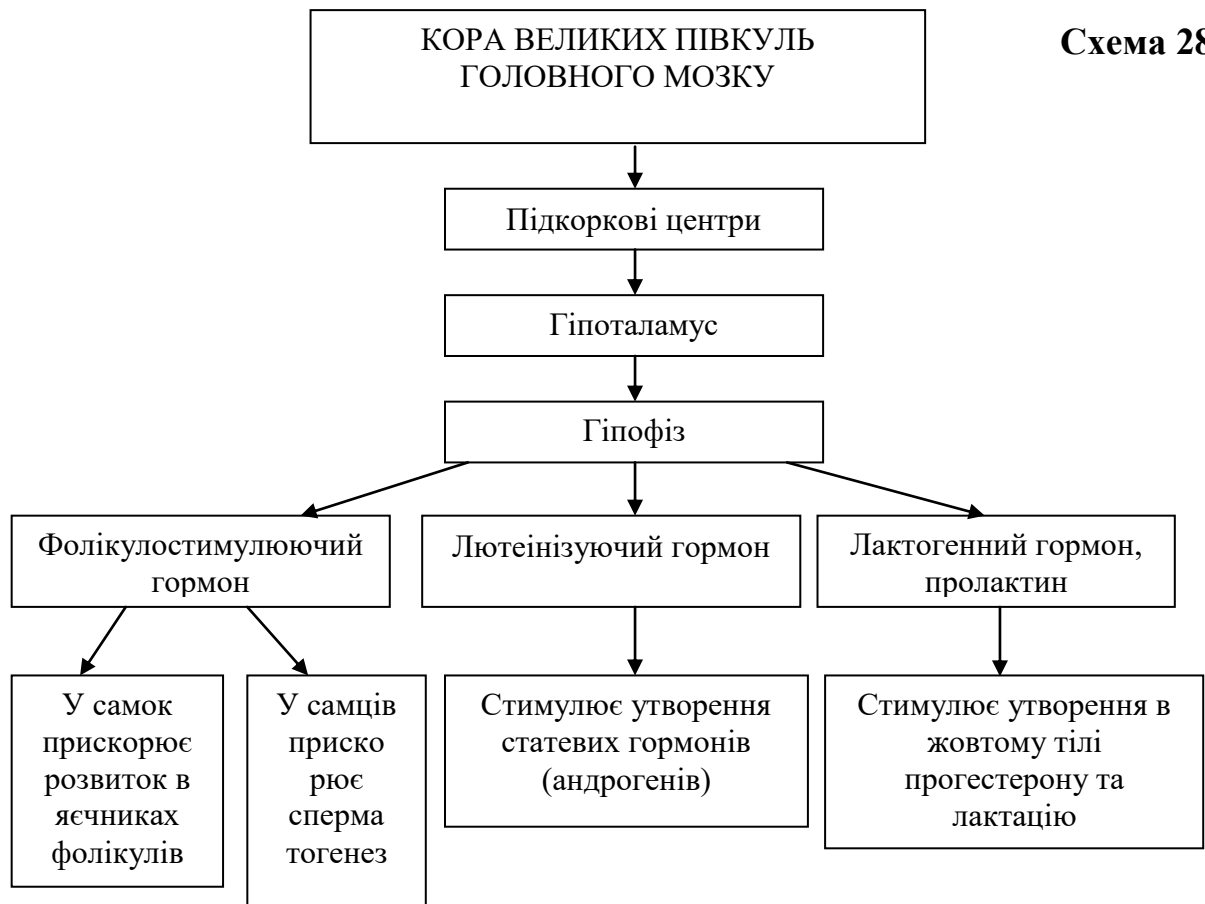 КОРА ВЕЛИКИХ ПІВКУЛЬ
ГОЛОВНОГО МОЗКУ
Схема 28
Підкоркові центри
Гіпоталамус
Гіпофіз
Фолікулостимулюючий
гормон
Лютеінізуючий гормон
Лактогенний гормон,
пролактин
У самок
прискорює
розвиток в
яєчниках
фолікулів
У самців
приско
рює
сперма
тогенез
Стимулює утворення
статевих гормонів
(андрогенів)
Стимулює утворення в
жовтому тілі
прогестерону та
лактацію